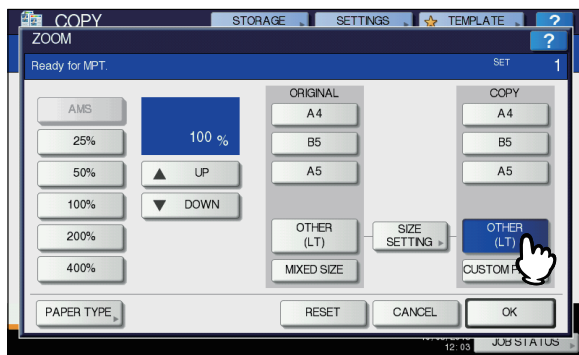 COPY STORAGE SETTINGS TEMPLATE ?
ZOOM ?
Ready for MPT. SET 1
ORIGINAL COPY
AMS A4 A4
25% 100 % B5 B5
50% UP A5 A5
100% DOWN
200% OTHER (LT) SIZE SETTING OTHER (LT)
400% MIXED SIZE
PAPER TYPE RESET CANCEL OK
12:03 JOB STATUS